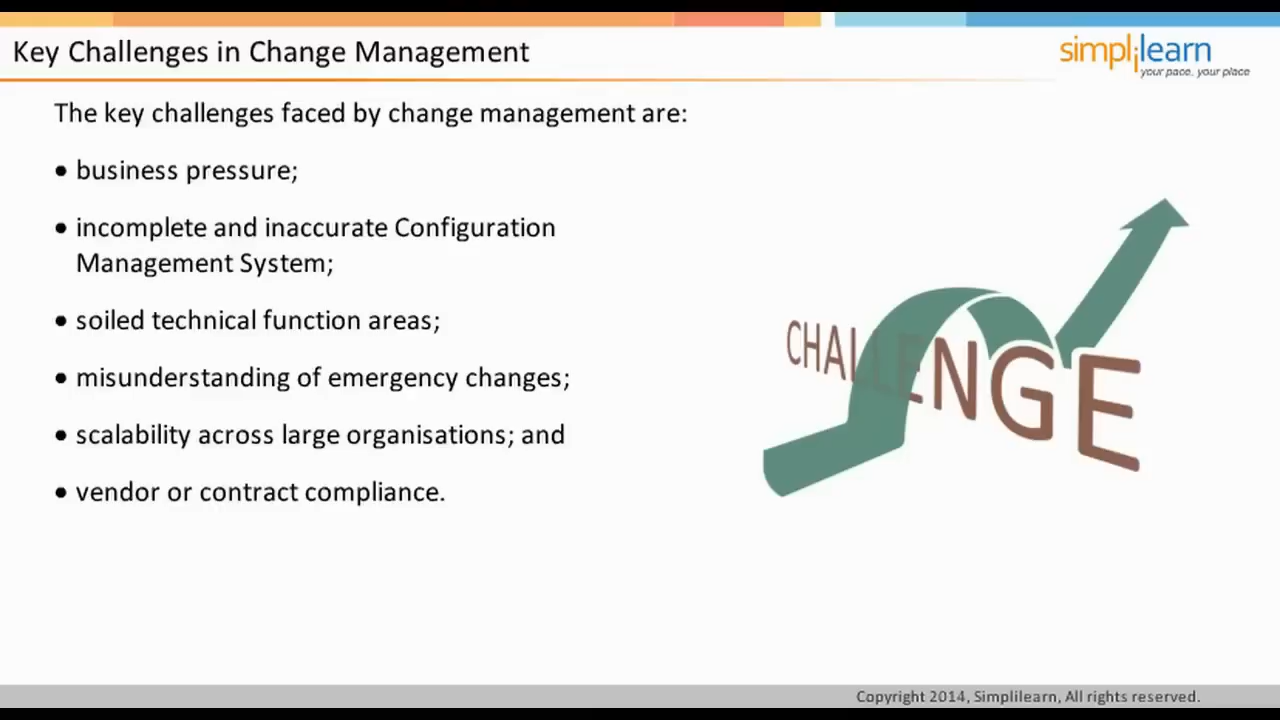 Key Challenges in Change Management
simplilearn
your pace, your place
The key challenges faced by change management are:
• business pressure;
• incomplete and inaccurate Configuration
Management System;
• soiled technical function areas;
• misunderstanding of emergency changes;
• scalability across large organisations; and
• vendor or contract compliance.
CHALLENGE
Copyright 2014, Simplilearn, All rights reserved.